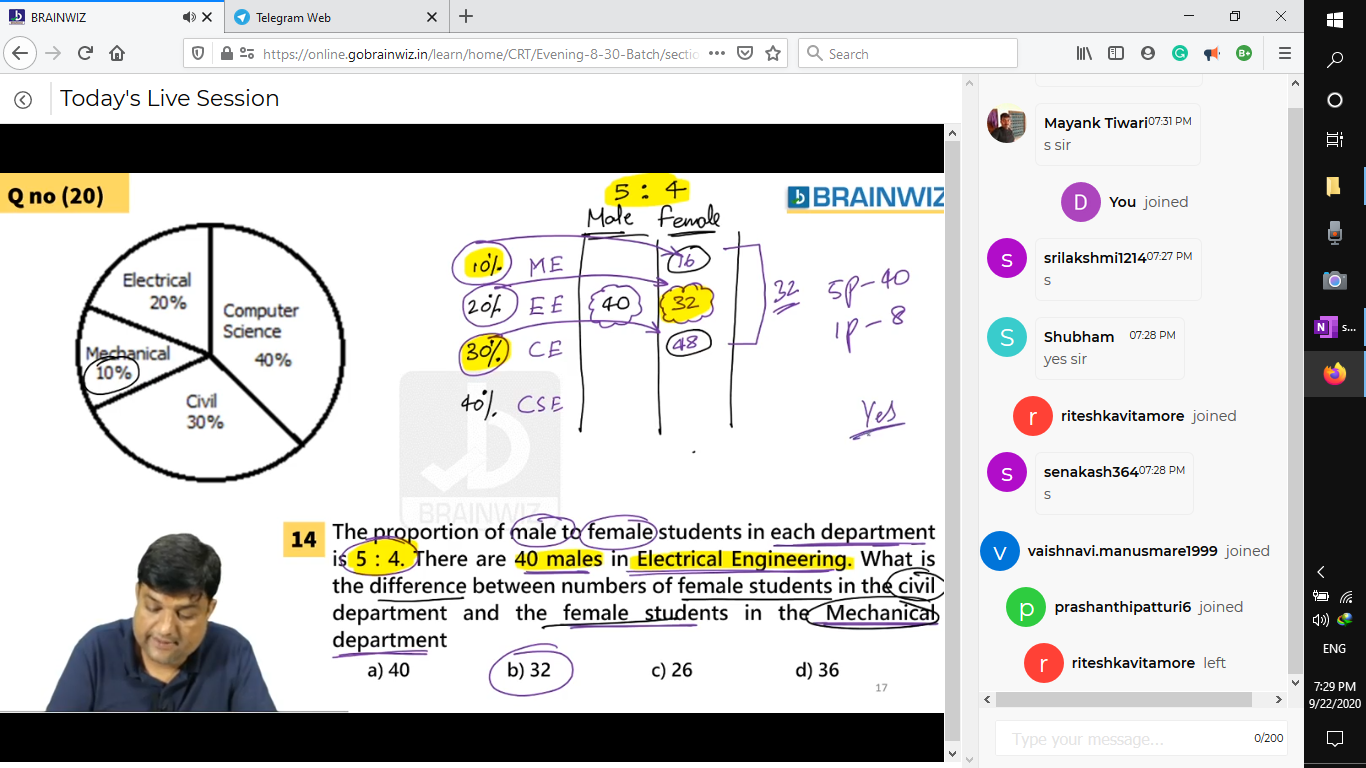 BRAINWIZ
Telegram Web
https://online.gobrainwiz.in/learn/home/CRT/Evening-8-30-Batch/sectio
Search
Today's Live Session
Q no (20)
5 : 4
BRAINWIZ
Male Female
Electrical
20%
Computer
Science
40%
Mechanical
10%
Civil
30%
10% ME 16
20% EE 40 32
30% CE 48
40% CSE
32
5p - 40
1p - 8
Yes
BRAINWIZ
14
The proportion of male to female students in each department
is 5 : 4. There are 40 males in Electrical Engineering. What is
the difference between numbers of female students in the civil
department and the female students in the Mechanical
department
a) 40 b) 32 c) 26 d) 36
17
Mayank Tiwari 07:31 PM
s sir
D You joined
s srilakshmi1214 07:27 PM
s
S Shubham 07:28 PM
yes sir
r riteshkavitamore joined
s senakash364 07:28 PM
s
v vaishnavi.manusmare1999 joined
p prashanthipatturi6 joined
r riteshkavitamore left
Type your message... 0/200
N s...
ENG
7:29 PM
9/22/2020